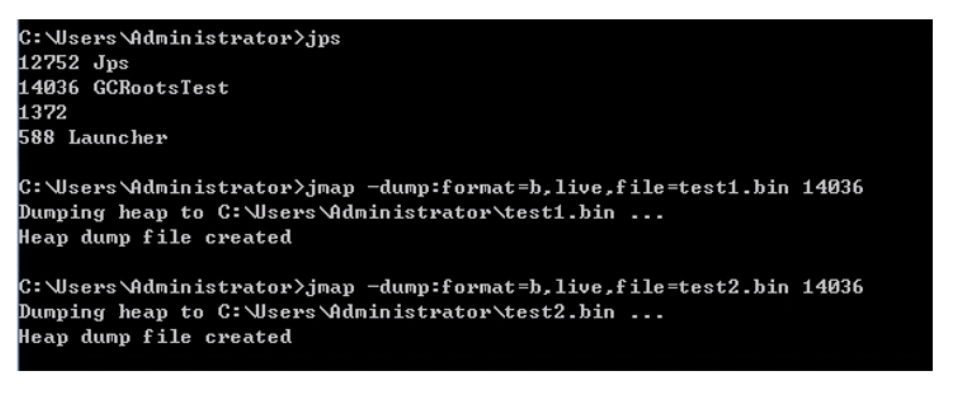 C:\Users\Administrator>jps
12752 Jps
14036 GCRootsTest
1372
588 Launcher
C:\Users\Administrator>jmap -dump:format=b,live,file=test1.bin 14036
Dumping heap to C:\Users\Administrator\test1.bin ...
Heap dump file created
C:\Users\Administrator>jmap -dump:format=b,live,file=test2.bin 14036
Dumping heap to C:\Users\Administrator\test2.bin ...
Heap dump file created